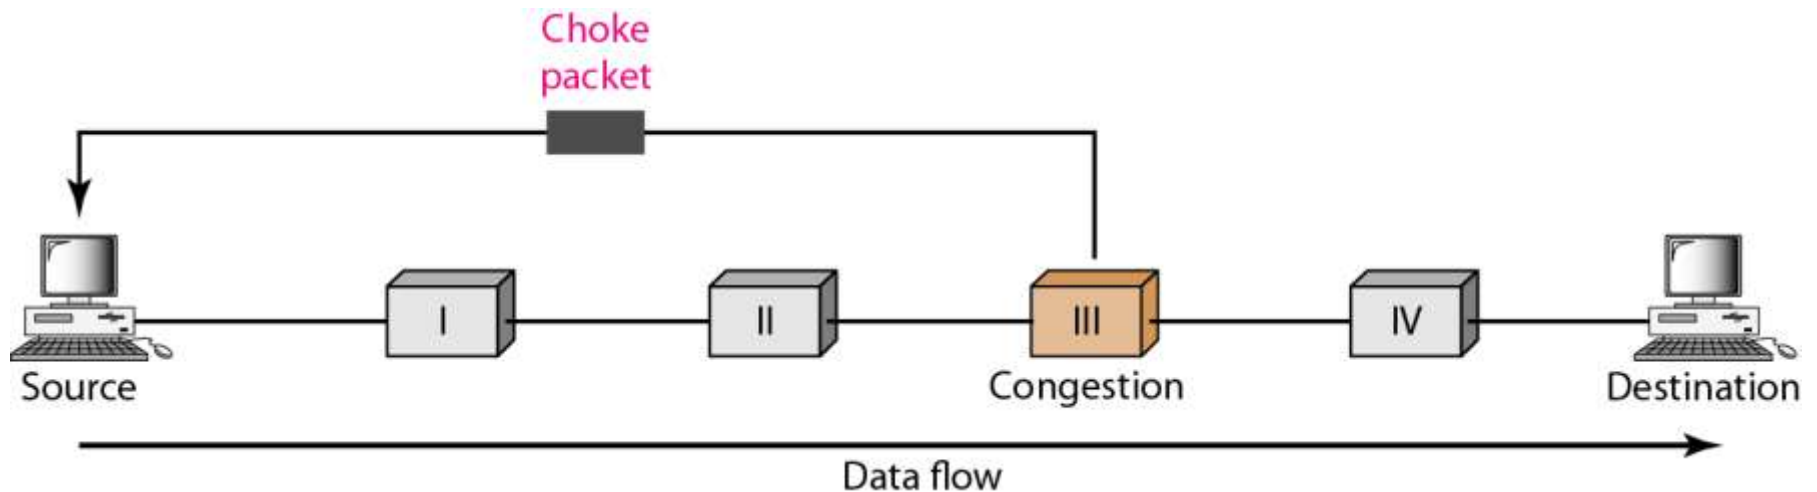 Choke
packet
I
II
III
IV
Source
Congestion
Destination
Data flow